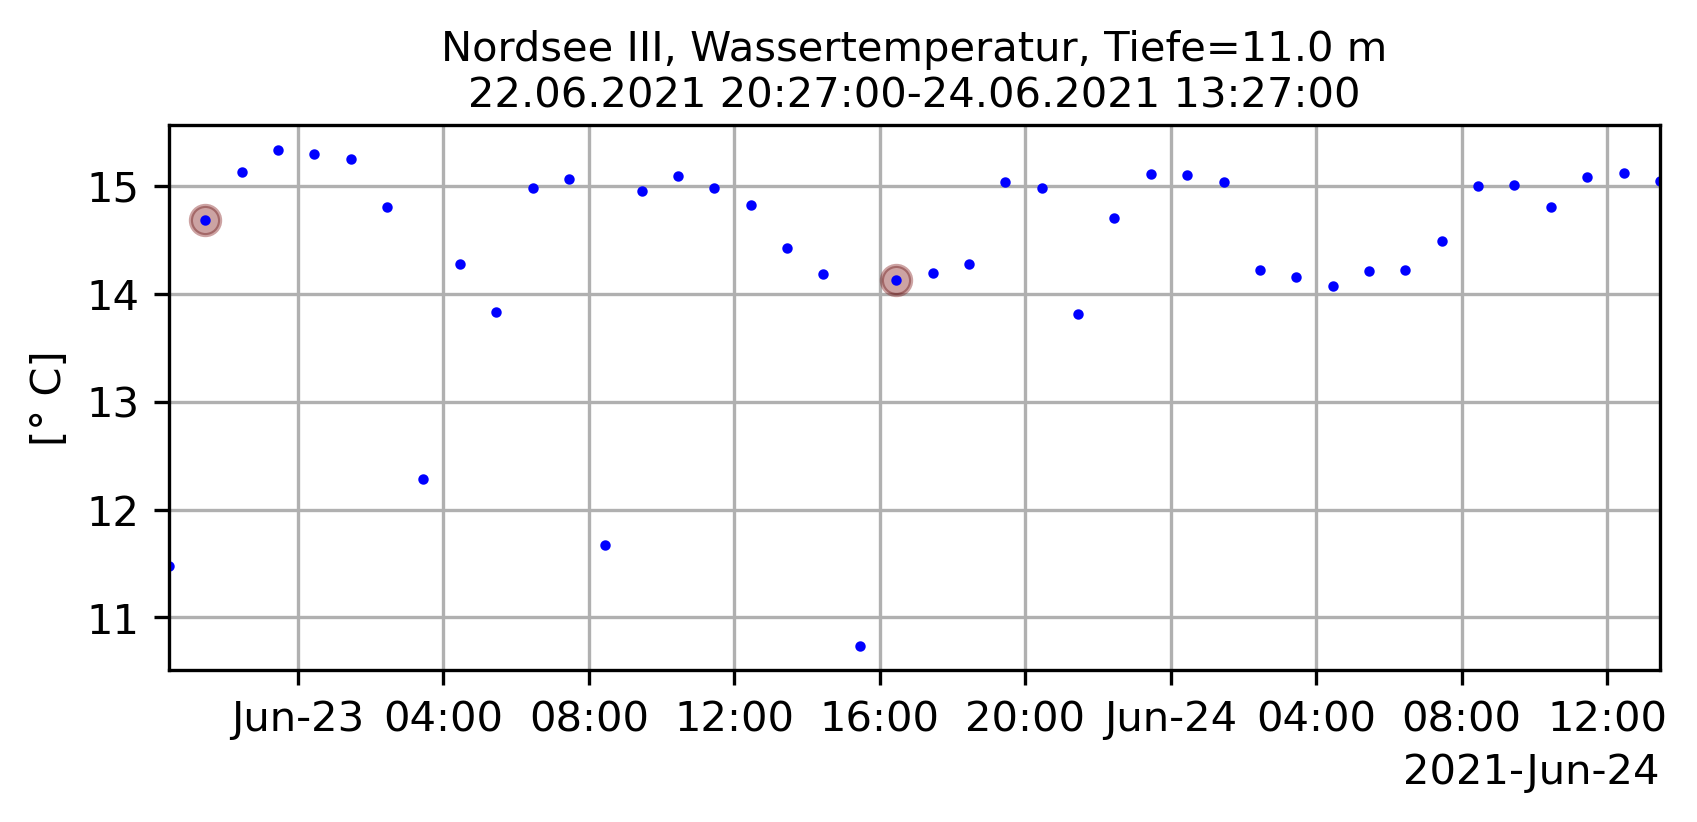 Nordsee III, Wassertemperatur, Tiefe=11.0 m
22.06.2021 20:27:00-24.06.2021 13:27:00
[° C]
15
14
13
12
11
Jun-23 04:00 08:00 12:00 16:00 20:00 Jun-24 04:00 08:00 12:00
2021-Jun-24